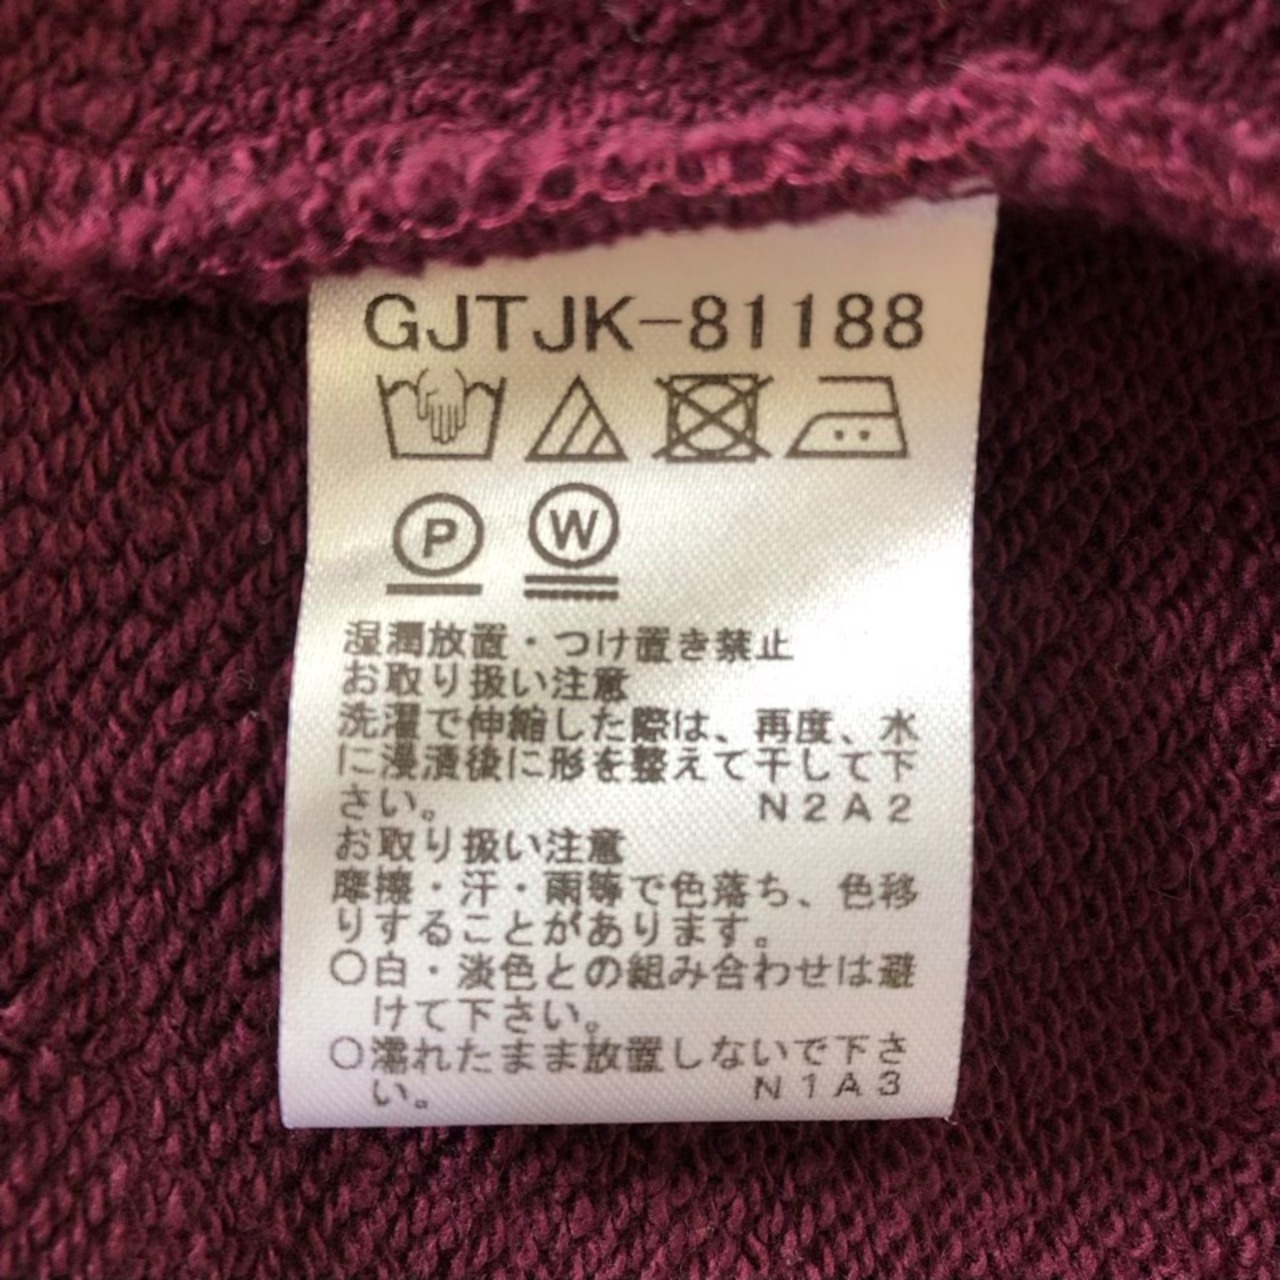 GJTJK-81188
P W
湿潤放置・つけ置き禁止
お取り扱い注意
洗濯で伸縮した際は、再度、水
に浸漬後に形を整えて干して下
さい。 N2A2
お取り扱い注意
摩擦・汗・雨等で色落ち、色移
りすることがあります。
○白・淡色との組み合わせは避
けて下さい。
○濡れたまま放置しないで下さ
い。 N1A3